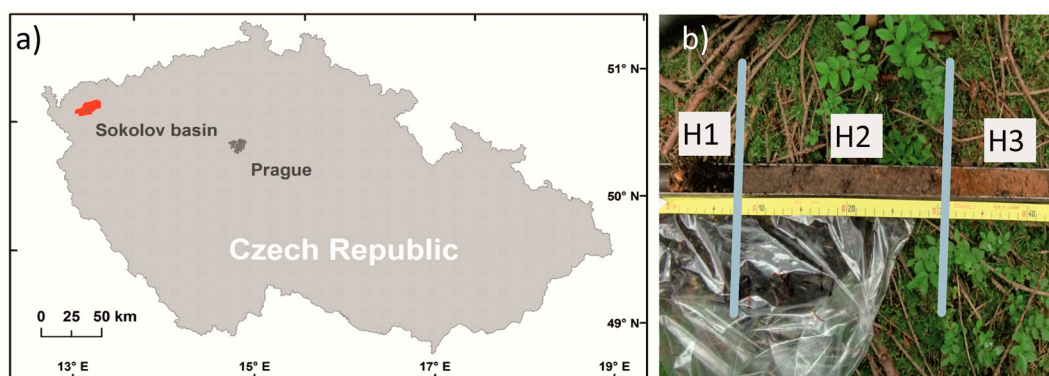 a)
51° N
Sokolov basin
Prague
50° N
Czech Republic
0 25 50 km
49° N
13° E
15° E
17° E
19° E
b)
H1
H2
H3
10
20
40